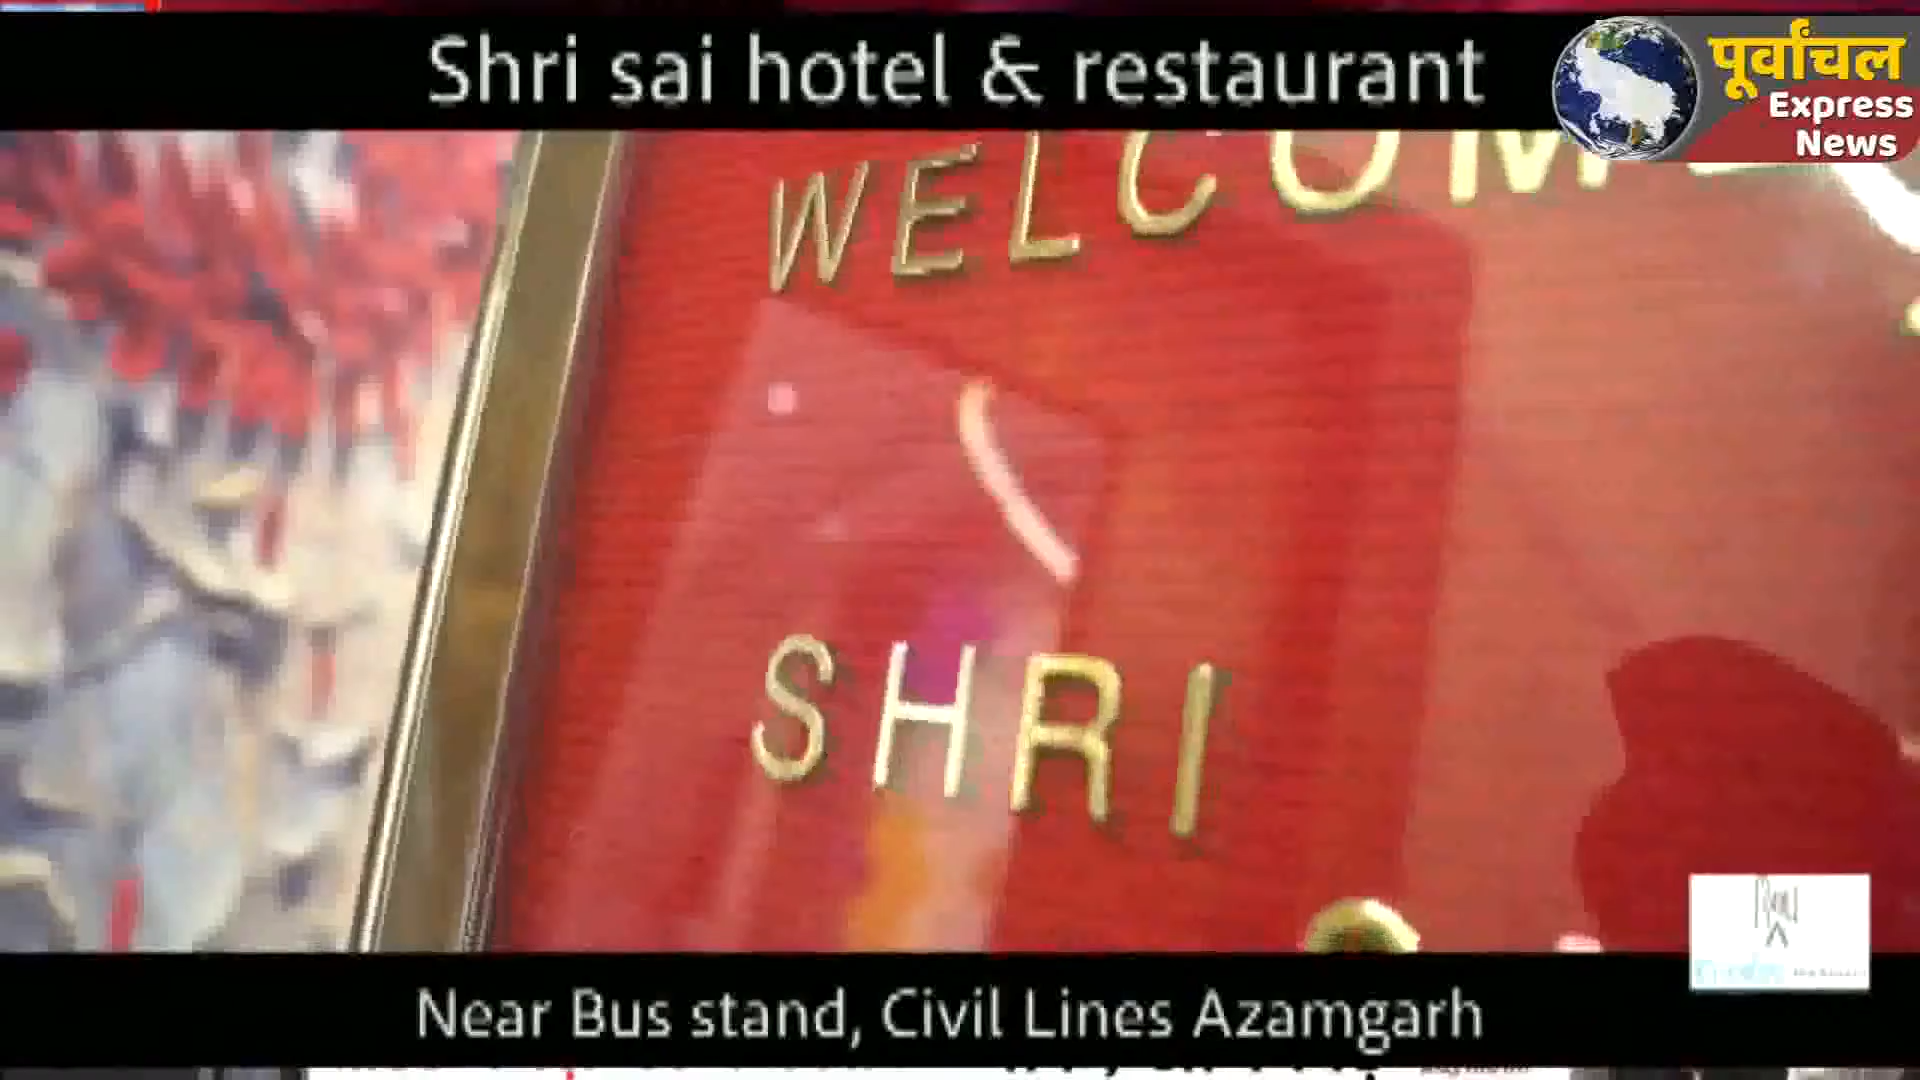 Shri sai hotel & restaurant
पूर्वांचल
Express
News
WELCOM
SHRI
Near Bus stand, Civil Lines Azamgarh